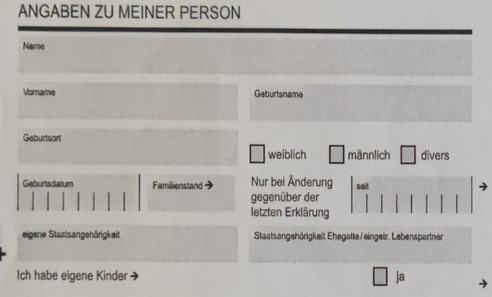 ANGABEN ZU MEINER PERSON
Name
Vorname
Geburtsname
Geburtsort
weiblich männlich divers
Geburtsdatum
Familienstand →
Nur bei Änderung
gegenüber der
letzten Erklärung
seit
eigene Staatsangehörigkeit
Staatsangehörigkeit Ehegatte/eingetr. Lebenspartner
Ich habe eigene Kinder →
ja